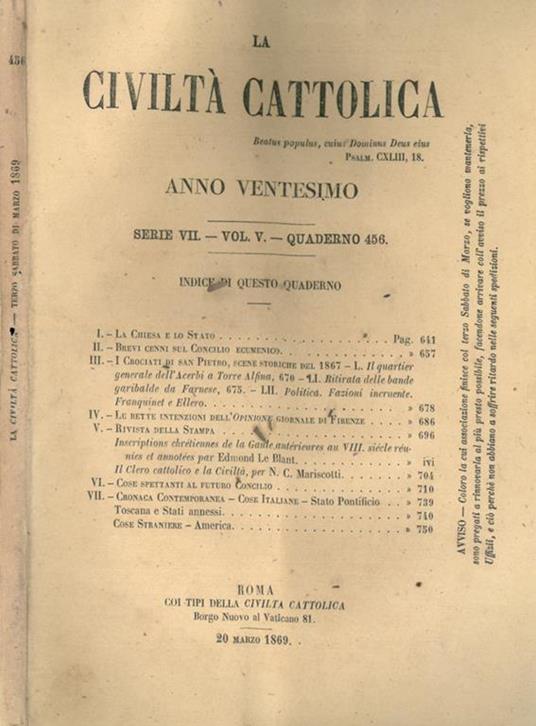 LA
CIVILTÀ CATTOLICA
Beatus populus, cuius Dominus Deus eius
PSALM. CXLIII, 18.
ANNO VENTESIMO
SERIE VII. — VOL. V. — QUADERNO 456.
INDICE DI QUESTO QUADERNO
I. – LA CHIESA E LO STATO . . . . . Pag. 641
II. – BREVI CENNI SUL CONCILIO ECUMENICO. . . . . » 657
III. – I CROCIATI DI SAN PIETRO, SCENE STORICHE DEL 1867 – L. Il quartier
generale dell'Acerbi a Torre Alfina, 670 – LI. Ritirata delle bande
garibalde da Farnese, 675. – LII. Politica. Fazioni incruente.
Franquinet e Ellero. . . . . » 678
IV. – LE RETTE INTENZIONI DELL'OPINIONE GIORNALE DI FIRENZE . . . . » 686
V. – RIVISTA DELLA STAMPA . . . . . » 696
Inscriptions chrétiennes de la Gaule antérieures au VIII. siècle réu-
nies et annotées par Edmond Le Blant. . . . . » ivi
Il Clero cattolico e la Civiltà, per N. C. Mariscotti. . . . . » 704
VI. – COSE SPETTANTI AL FUTURO CONCILIO . . . . . » 710
VII. – CRONACA CONTEMPORANEA – COSE ITALIANE – Stato Pontificio . . » 739
Toscana e Stati annessi. . . . . » 740
COSE STRANIERE – America. . . . . » 750
ROMA
COI TIPI DELLA CIVILTÀ CATTOLICA
Borgo Nuovo al Vaticano 81.
20 MARZO 1869.
AVVISO — Coloro la cui associazione finisce col terzo Sabbato di Marzo, se vogliono mantenerla,
sono pregati a rinnovarla al più presto possibile, facendone arrivare coll'avviso il prezzo ai rispettivi
Uffizii, e ciò perchè non abbiano a soffrire ritardo nelle seguenti spedizioni.
456
LA CIVILTÀ CATTOLICA — TERZO SABBATO DI MARZO 1869